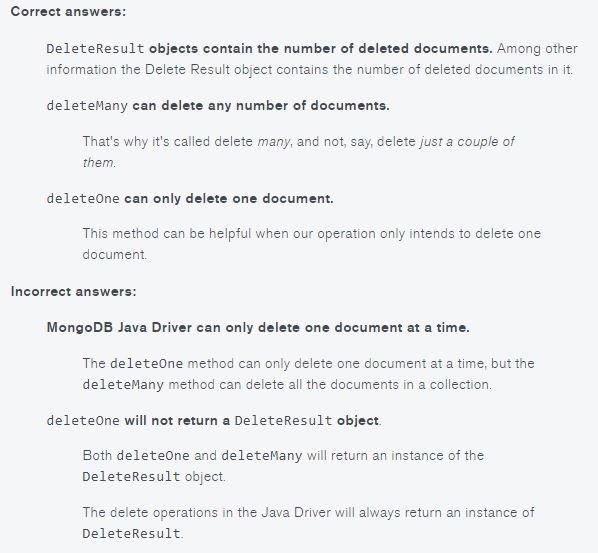 Correct answers:
DeleteResult objects contain the number of deleted documents. Among other
information the Delete Result object contains the number of deleted documents in it.
deleteMany can delete any number of documents.
That's why it's called delete many, and not, say, delete just a couple of
them.
deleteOne can only delete one document.
This method can be helpful when our operation only intends to delete one
document.
Incorrect answers:
MongoDB Java Driver can only delete one document at a time.
The deleteOne method can only delete one document at a time, but the
deleteMany method can delete all the documents in a collection.
deleteOne will not return a DeleteResult object.
Both deleteOne and deleteMany will return an instance of the
DeleteResult object.
The delete operations in the Java Driver will always return an instance of
DeleteResult.